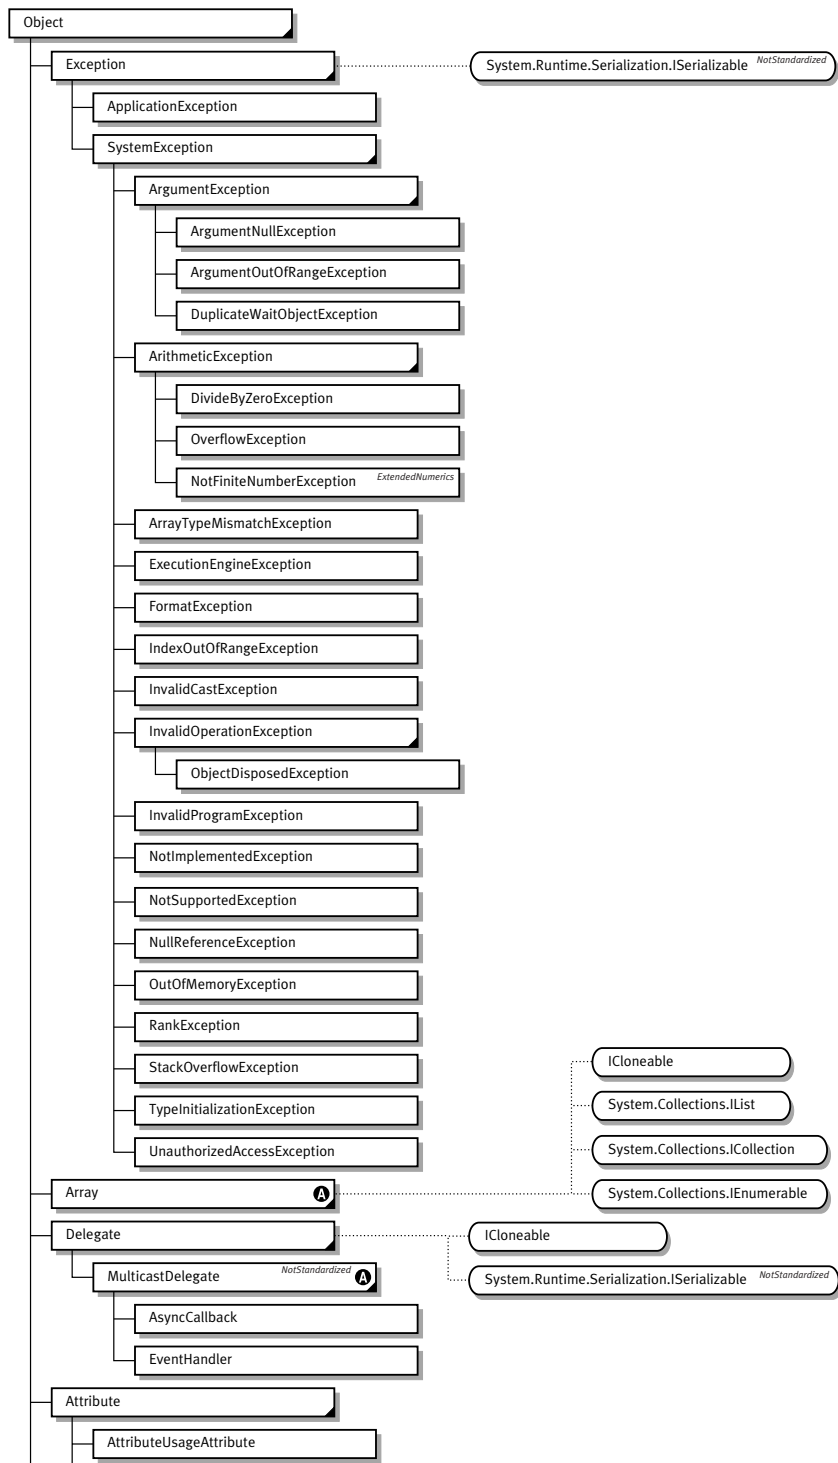 Object
Exception
System.Runtime.Serialization.ISerializable NotStandardized
ApplicationException
SystemException
ArgumentException
ArgumentNullException
ArgumentOutOfRangeException
DuplicateWaitObjectException
ArithmeticException
DivideByZeroException
OverflowException
NotFiniteNumberException ExtendedNumerics
ArrayTypeMismatchException
ExecutionEngineException
FormatException
IndexOutOfRangeException
InvalidCastException
InvalidOperationException
ObjectDisposedException
InvalidProgramException
NotImplementedException
NotSupportedException
NullReferenceException
OutOfMemoryException
RankException
StackOverflowException
ICloneable
TypeInitializationException
System.Collections.IList
UnauthorizedAccessException
System.Collections.ICollection
Array A
System.Collections.IEnumerable
Delegate
ICloneable
MulticastDelegate NotStandardized A
System.Runtime.Serialization.ISerializable NotStandardized
AsyncCallback
EventHandler
Attribute
AttributeUsageAttribute